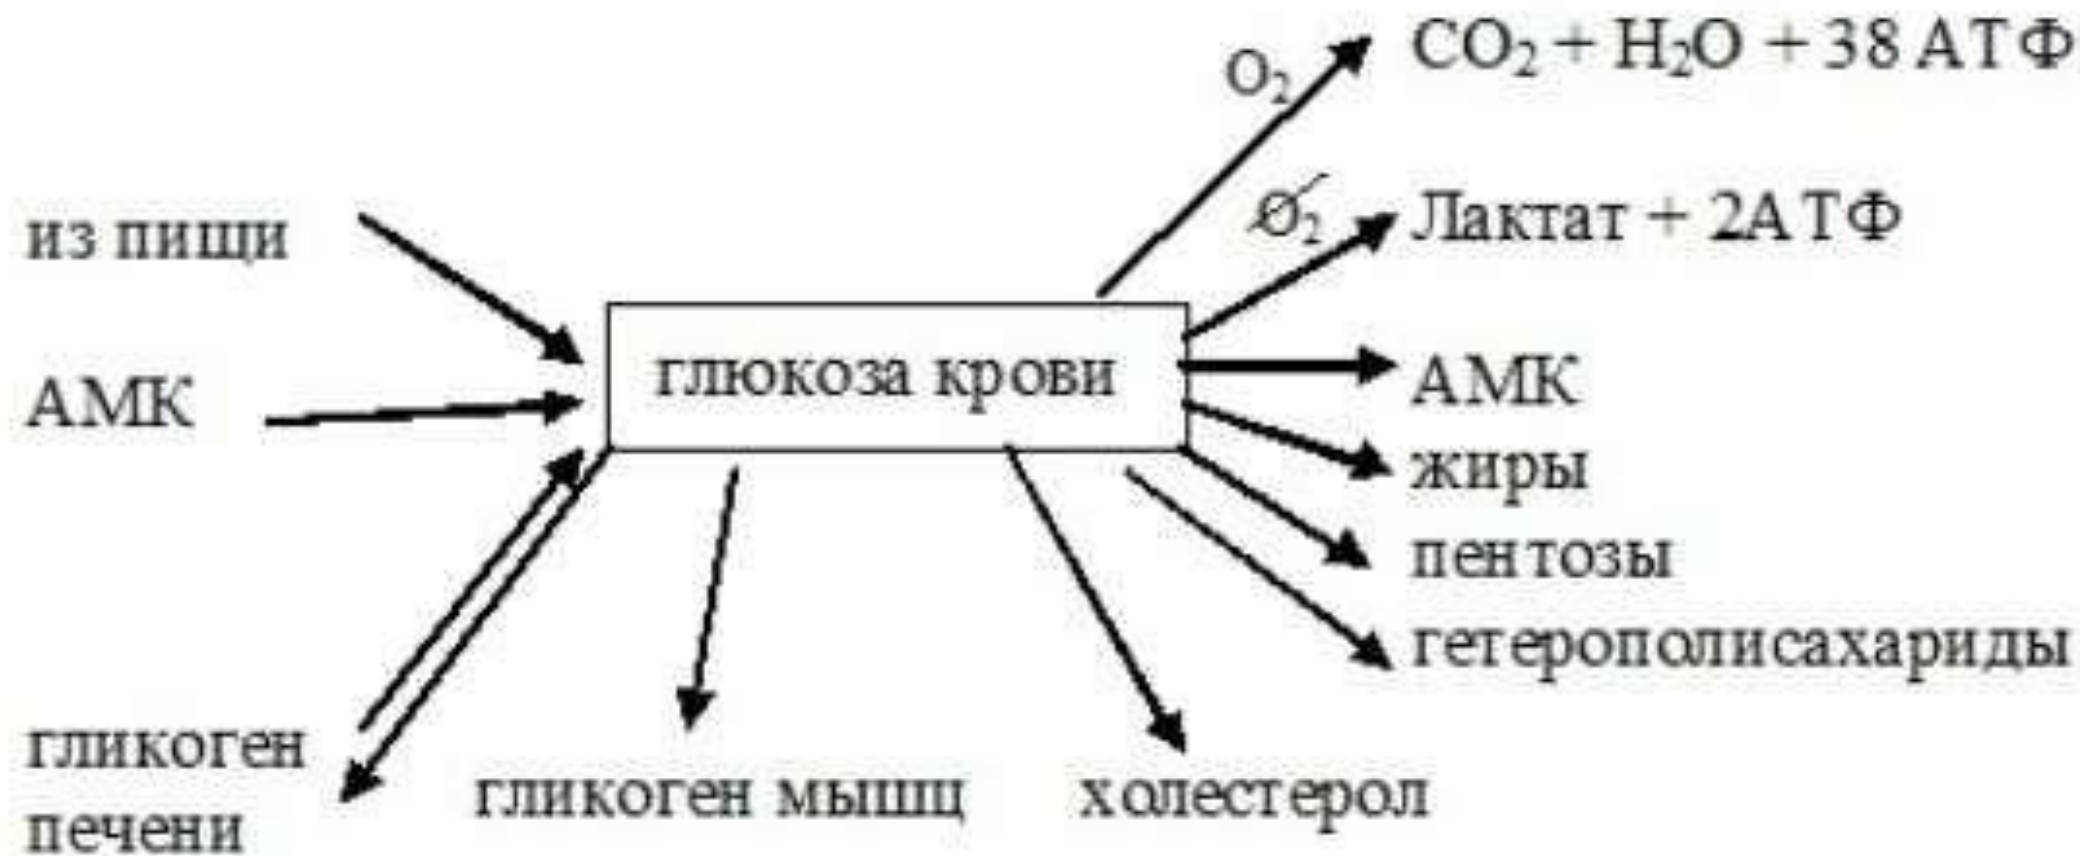 O₂
CO₂ + H₂O + 38 АТФ
O₂
Лактат + 2АТФ
из пищи
АМК
глюкоза крови
АМК
жиры
пентозы
гетерополисахариды
гликоген
печени
гликоген мышц
холестерол